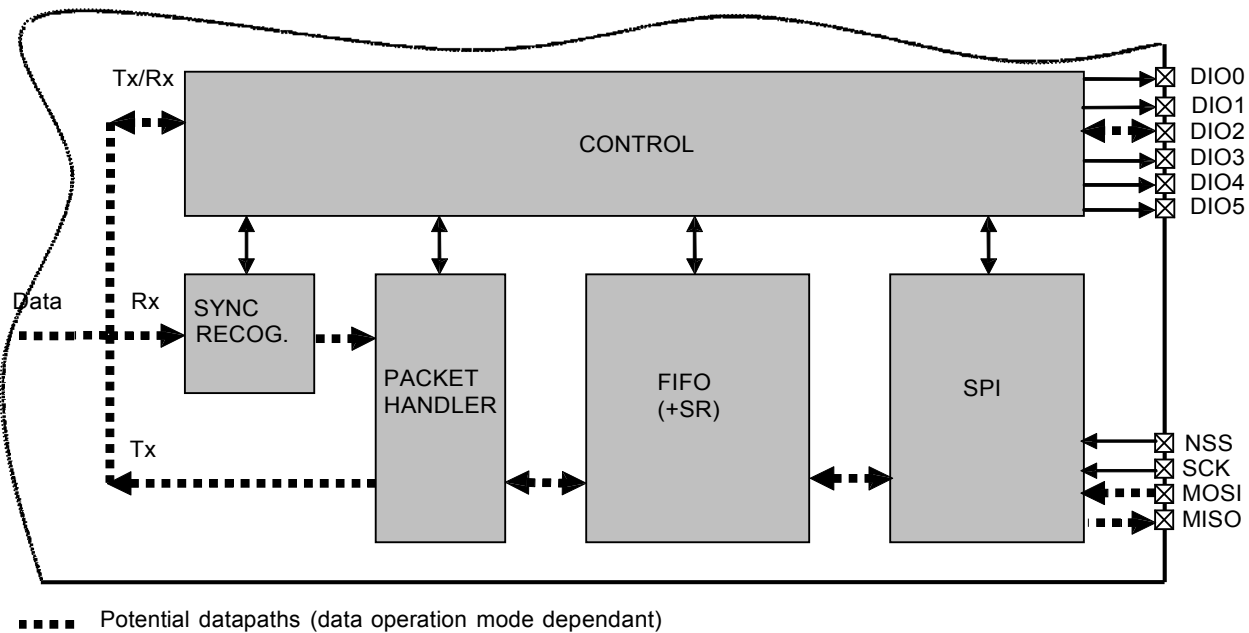 Tx/Rx
CONTROL
DIO0
DIO1
DIO2
DIO3
DIO4
DIO5
Data
Rx
SYNC
RECOG.
PACKET
HANDLER
FIFO
(+SR)
SPI
Tx
NSS
SCK
MOSI
MISO
Potential datapaths (data operation mode dependant)